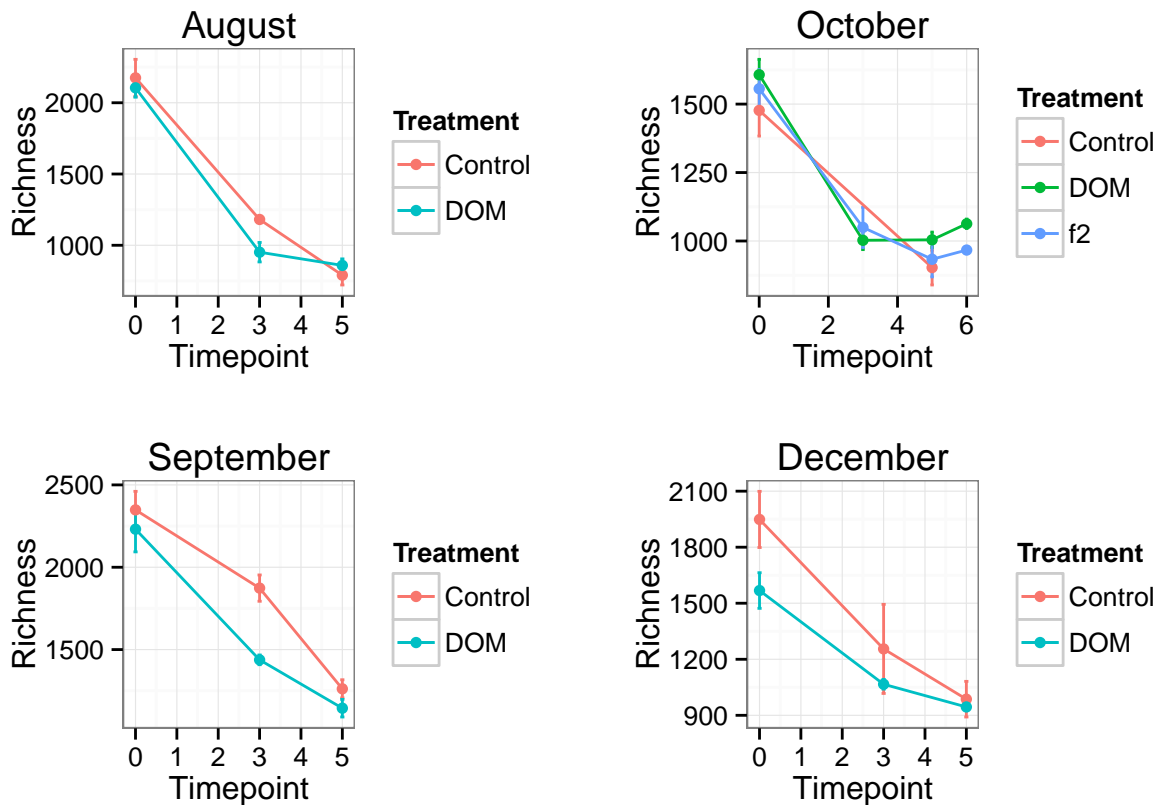 August
Richness
2000
1500
1000
0 1 2 3 4 5
Timepoint
Treatment
Control
DOM
October
Richness
1500
1250
1000
0 2 4 6
Timepoint
Treatment
Control
DOM
f2
September
Richness
2500
2000
1500
0 1 2 3 4 5
Timepoint
Treatment
Control
DOM
December
Richness
2100
1800
1500
1200
900
0 1 2 3 4 5
Timepoint
Treatment
Control
DOM